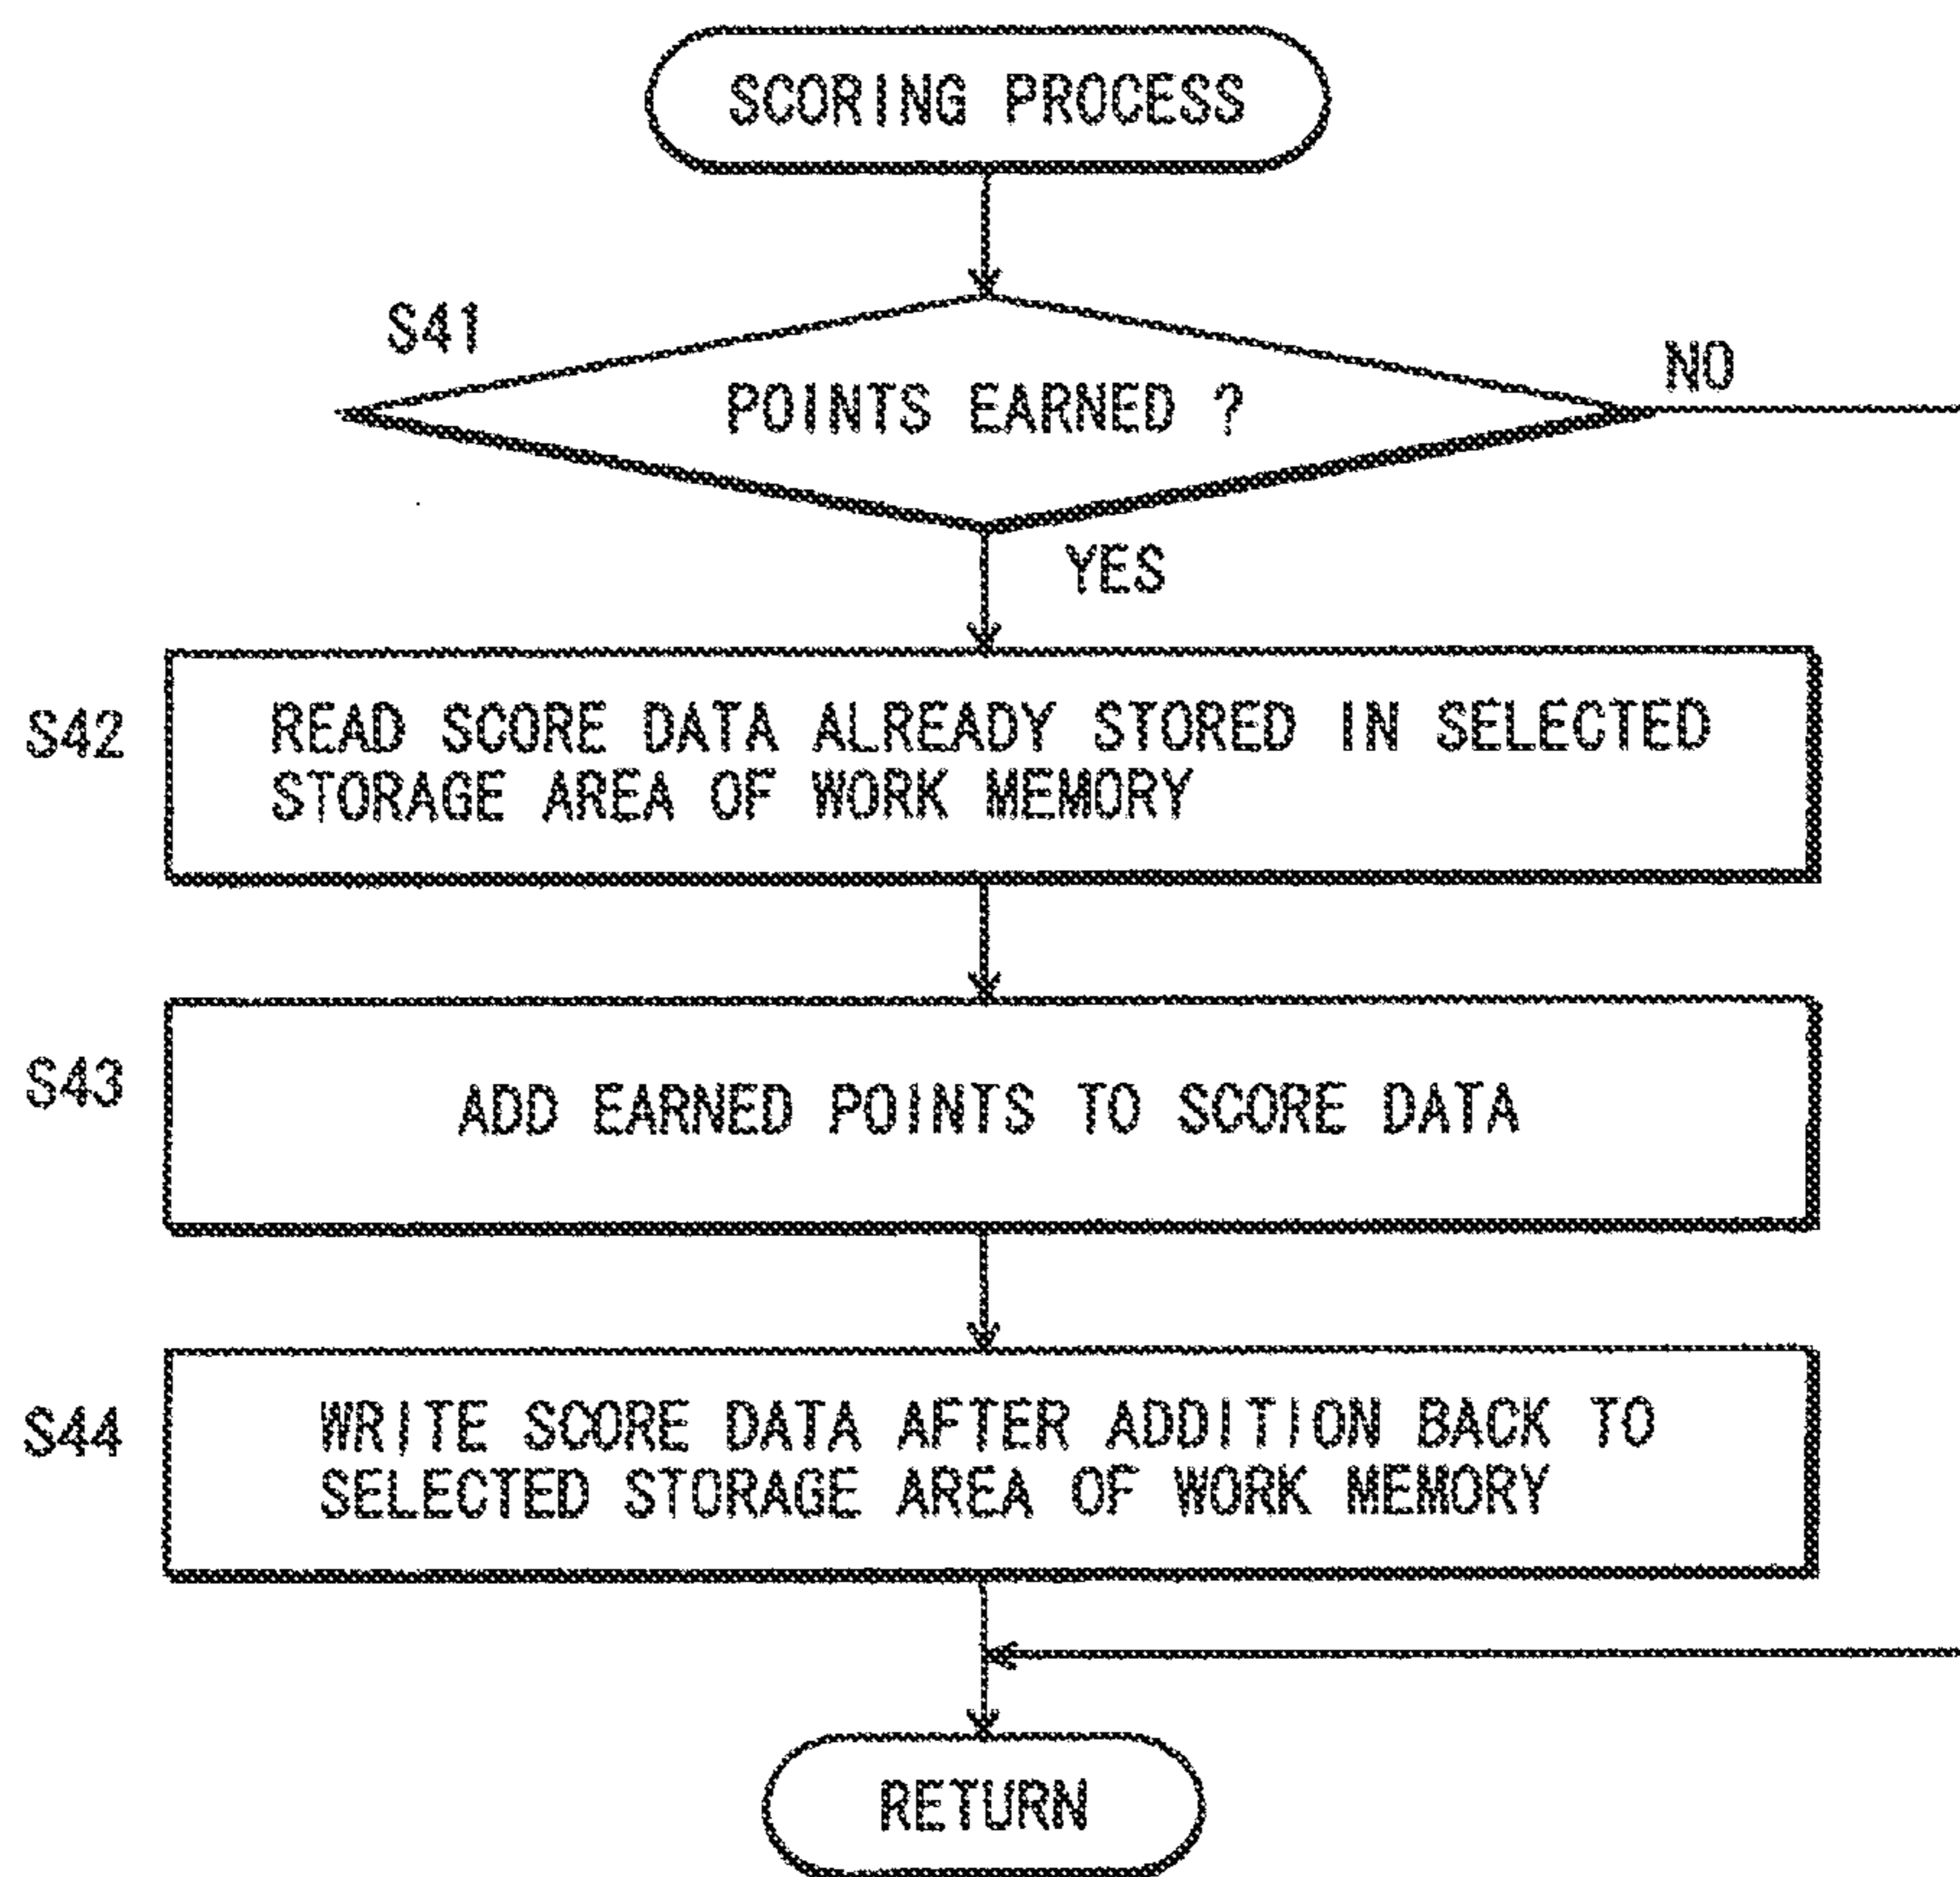 SCORING PROCESS
S41
POINTS EARNED ?
NO
YES
S42
READ SCORE DATA ALREADY STORED IN SELECTED
STORAGE AREA OF WORK MEMORY
S43
ADD EARNED POINTS TO SCORE DATA
S44
WRITE SCORE DATA AFTER ADDITION BACK TO
SELECTED STORAGE AREA OF WORK MEMORY
RETURN